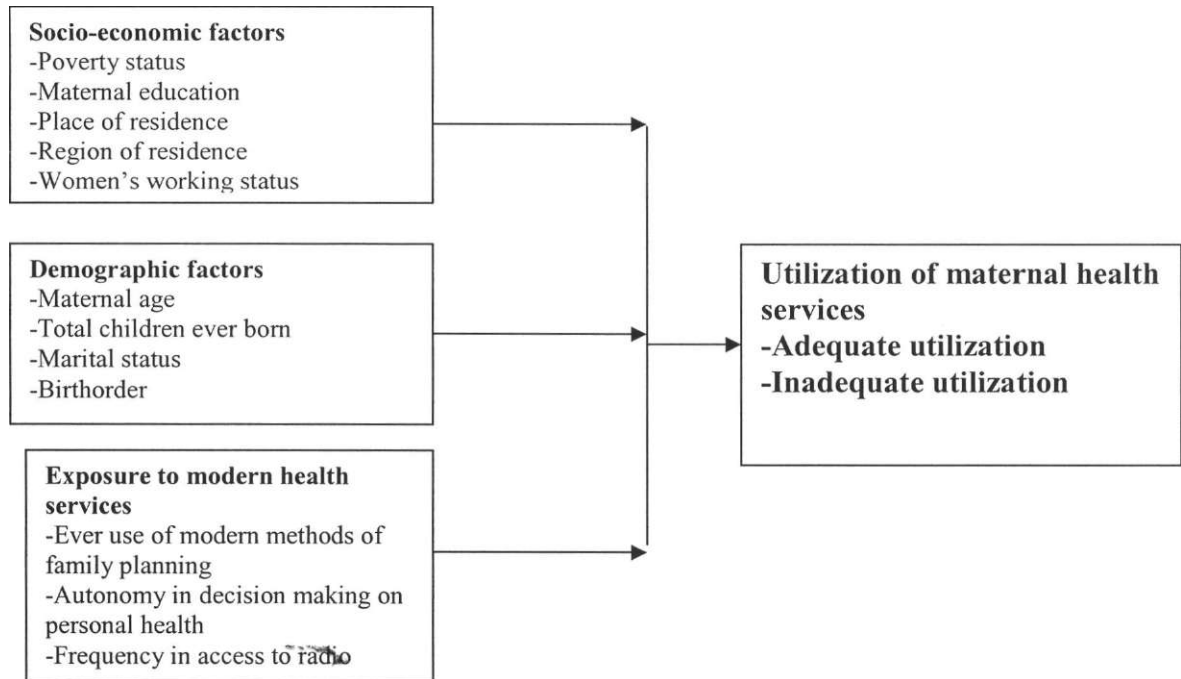 Socio-economic factors
-Poverty status
-Maternal education
-Place of residence
-Region of residence
-Women's working status
Demographic factors
-Maternal age
-Total children ever born
-Marital status
-Birthorder
Exposure to modern health
services
-Ever use of modern methods of
family planning
-Autonomy in decision making on
personal health
-Frequency in access to radio
Utilization of maternal health
services
-Adequate utilization
-Inadequate utilization